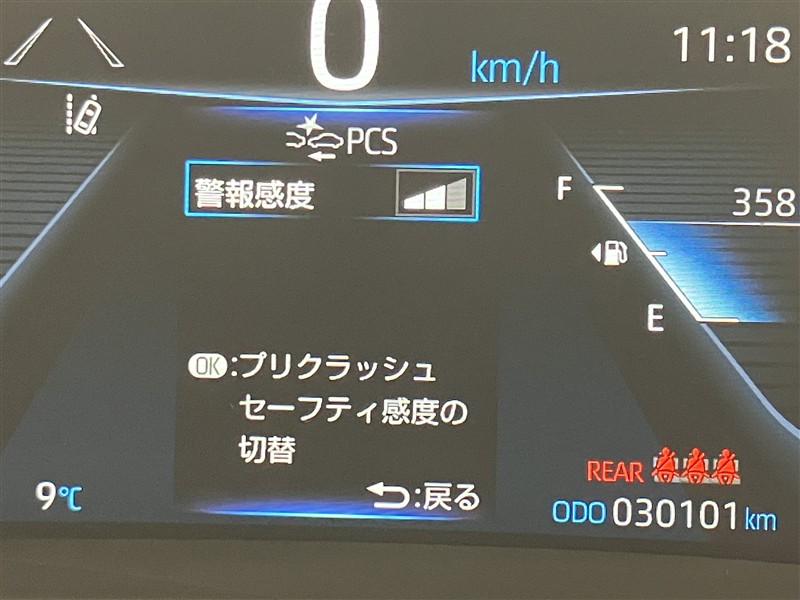 0 km/h
11:18
PCS
警報感度
F
358
E
OK:プリクラッシュ
セーフティ感度の
切替
:戻る
REAR
9℃
ODO 030101 km